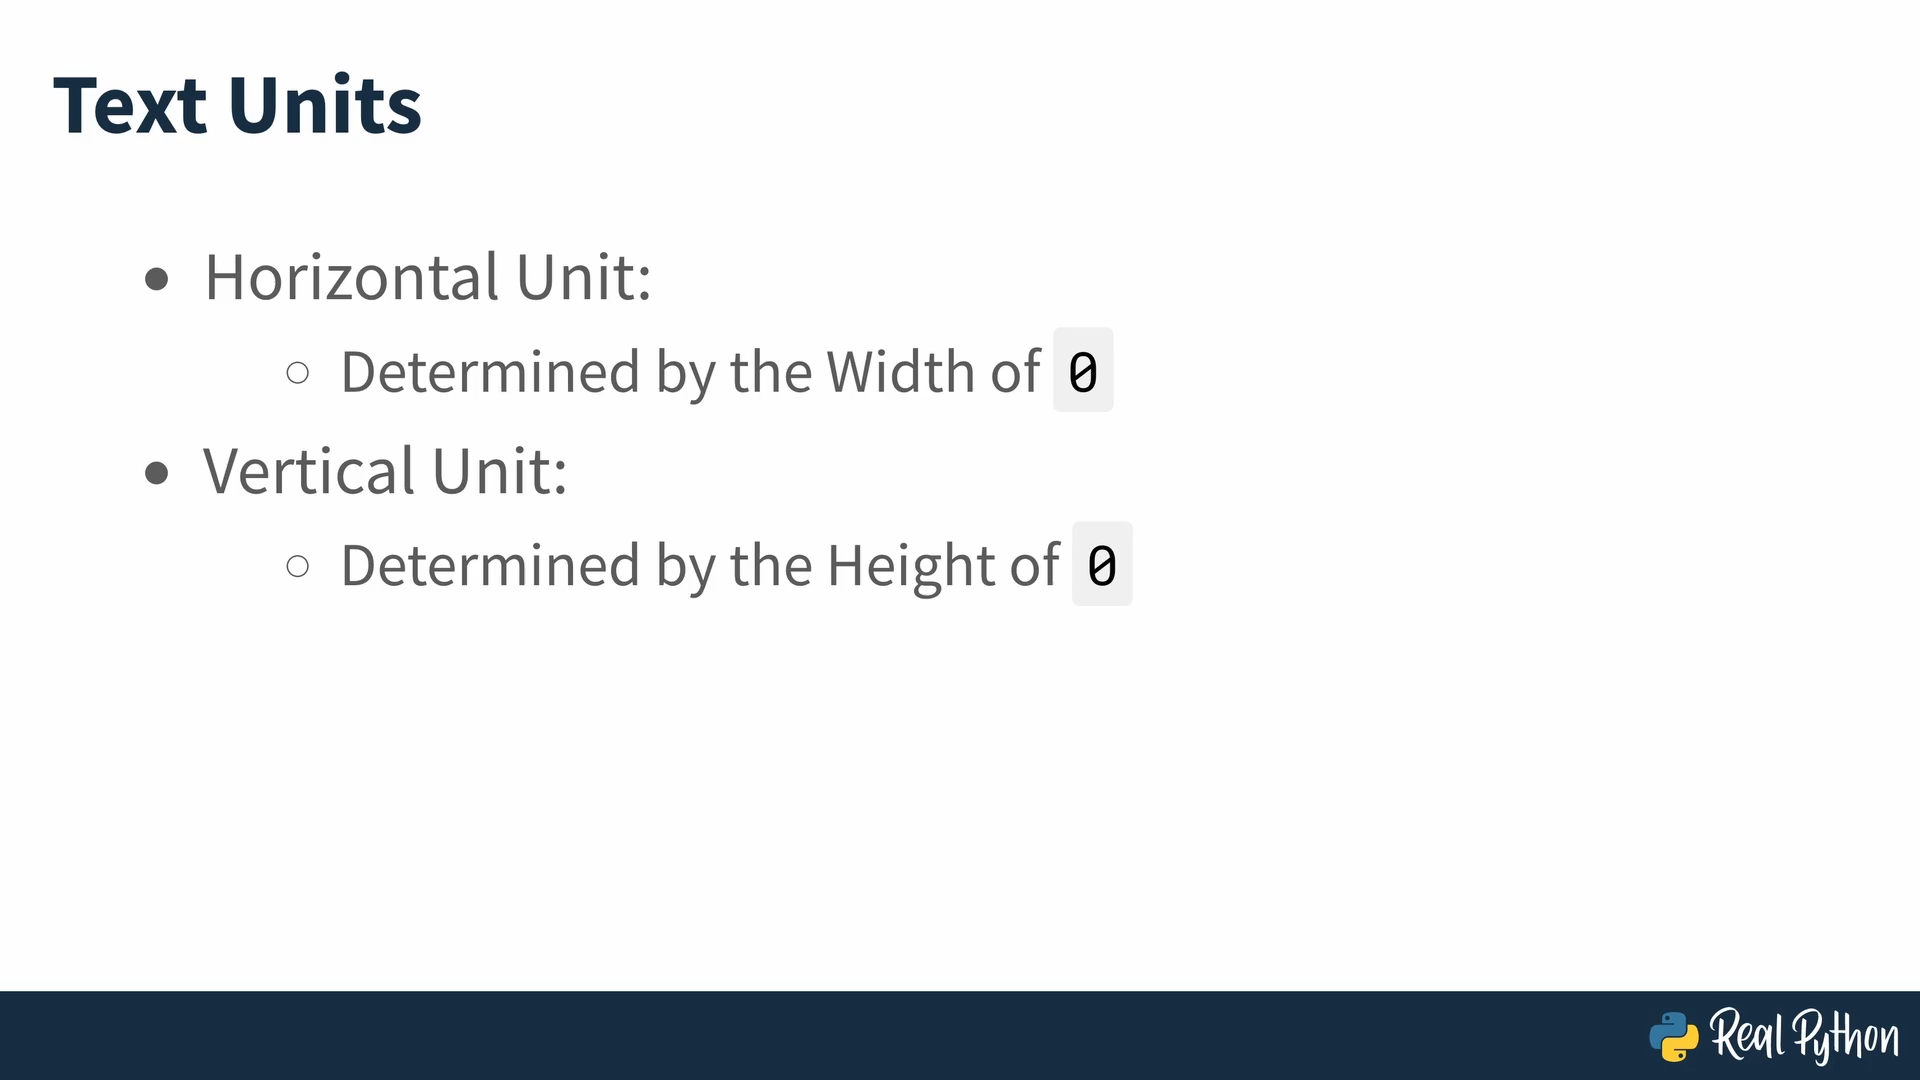 Text Units
• Horizontal Unit:
○ Determined by the Width of 0
• Vertical Unit:
○ Determined by the Height of 0
Real Python